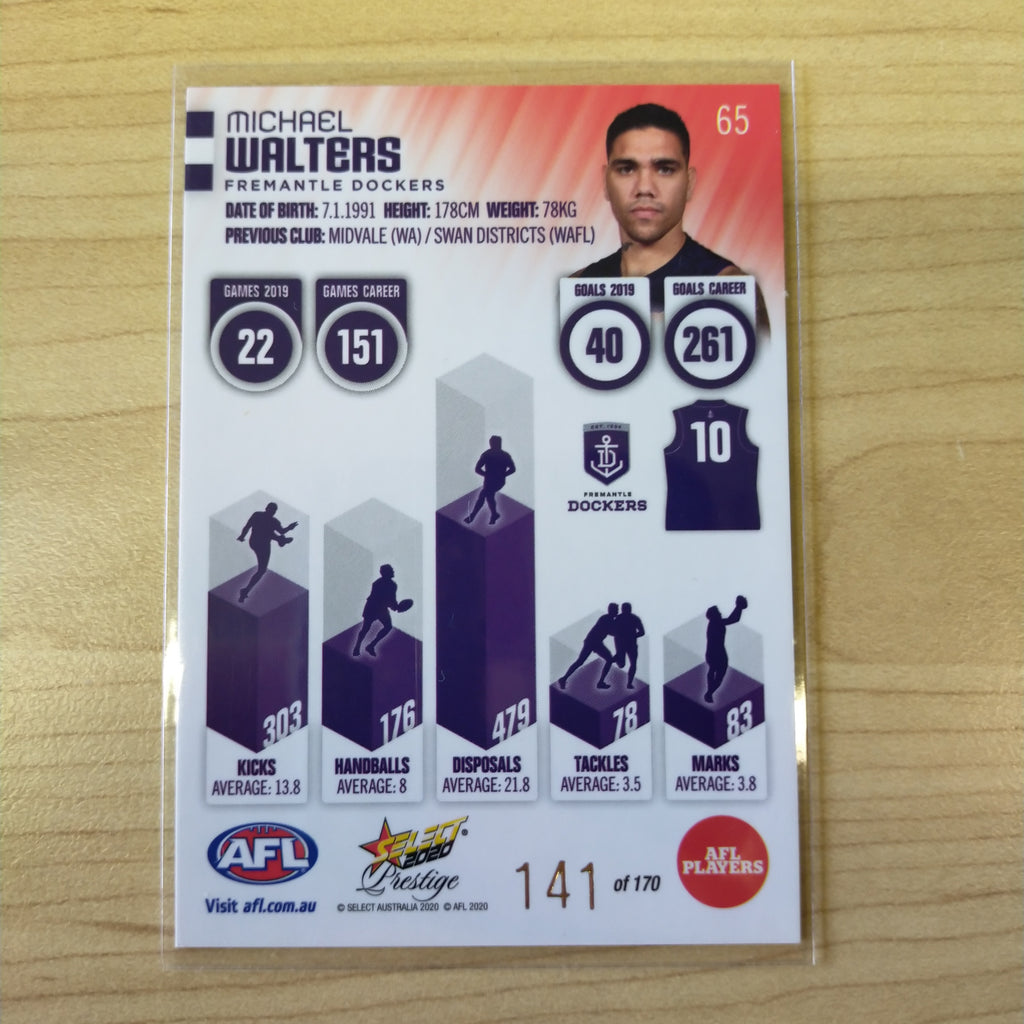 MICHAEL
65
WALTERS
FREMANTLE DOCKERS
DATE OF BIRTH: 7.1.1991 HEIGHT: 178CM WEIGHT: 78KG
PREVIOUS CLUB: MIDVALE (WA) / SWAN DISTRICTS (WAFL)
GAMES 2019
GAMES CAREER
GOALS 2019
GOALS CAREER
22
151
40
261
10
FREMANTLE
DOCKERS
303
176
479
78
83
KICKS
HANDBALLS
DISPOSALS
TACKLES
MARKS
AVERAGE: 13.8
AVERAGE: 8
AVERAGE: 21.8
AVERAGE: 3.5
AVERAGE: 3.8
AFL
Visit afl.com.au
SELECT®
2020
Prestige
© SELECT AUSTRALIA 2020 © AFL 2020
141 of 170
AFL
PLAYERS